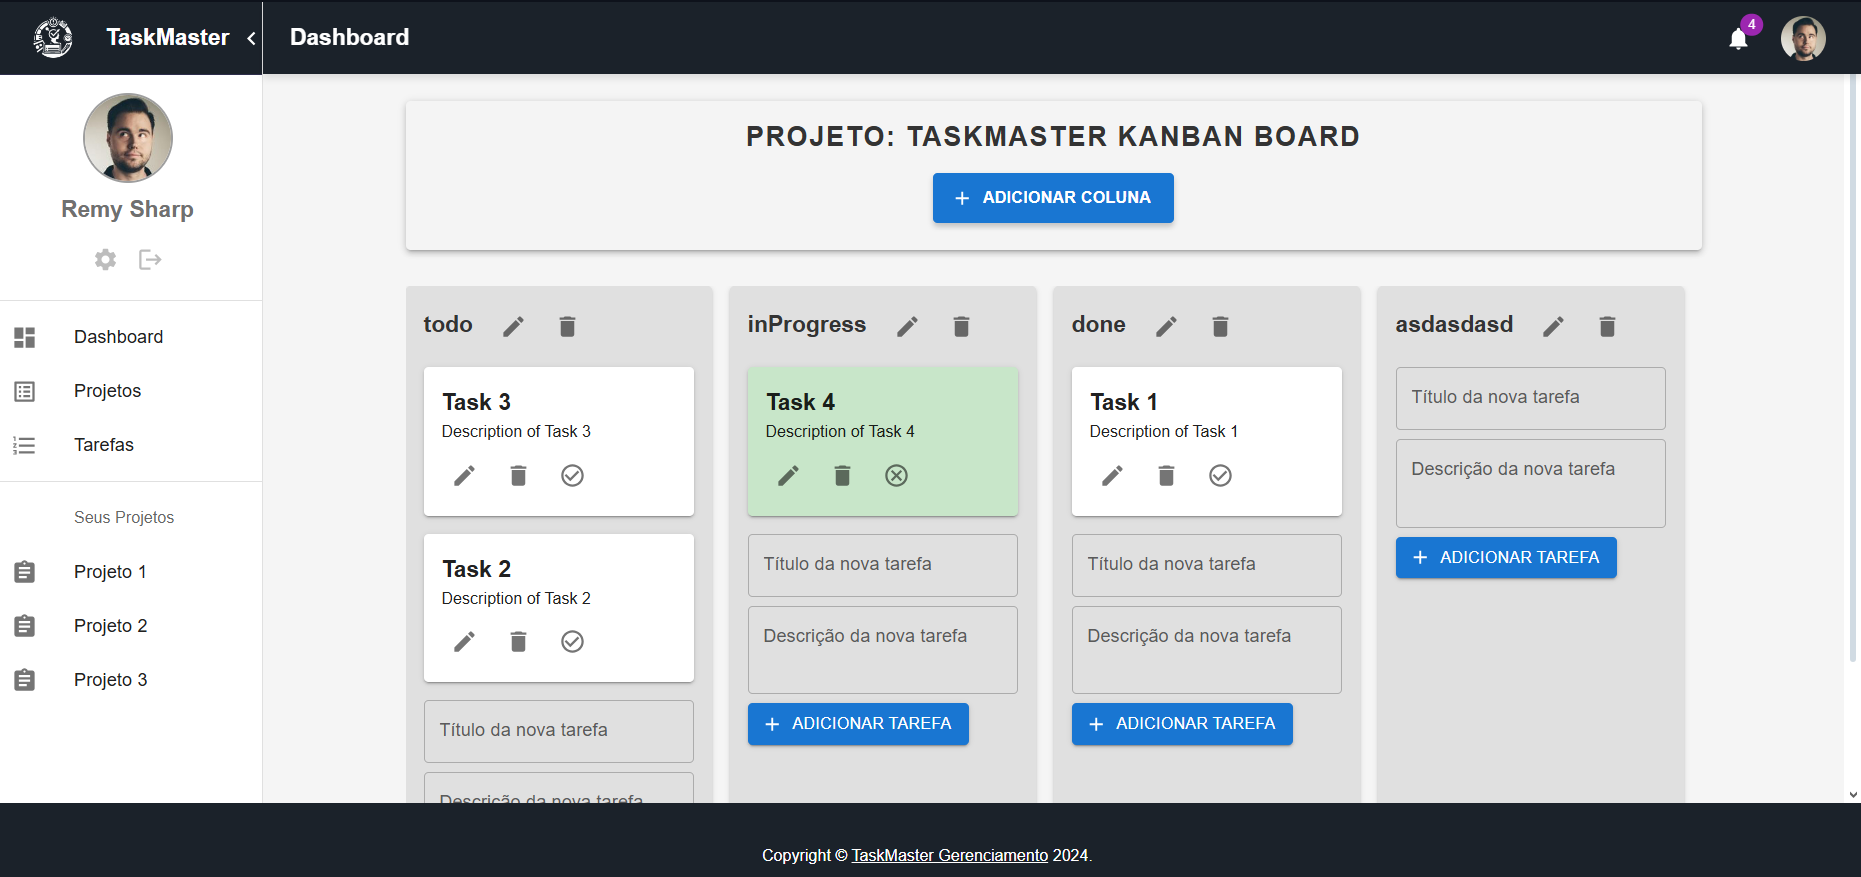 TaskMaster
Dashboard
4
Remy Sharp
Dashboard
Projetos
Tarefas
Seus Projetos
Projeto 1
Projeto 2
Projeto 3
PROJETO: TASKMASTER KANBAN BOARD
ADICIONAR COLUNA
todo
Task 3
Description of Task 3
Task 2
Description of Task 2
Título da nova tarefa
Descrição da nova tarefa
inProgress
Task 4
Description of Task 4
Título da nova tarefa
Descrição da nova tarefa
ADICIONAR TAREFA
done
Task 1
Description of Task 1
Título da nova tarefa
Descrição da nova tarefa
ADICIONAR TAREFA
asdasdasd
Título da nova tarefa
Descrição da nova tarefa
ADICIONAR TAREFA
Copyright © TaskMaster Gerenciamento 2024.